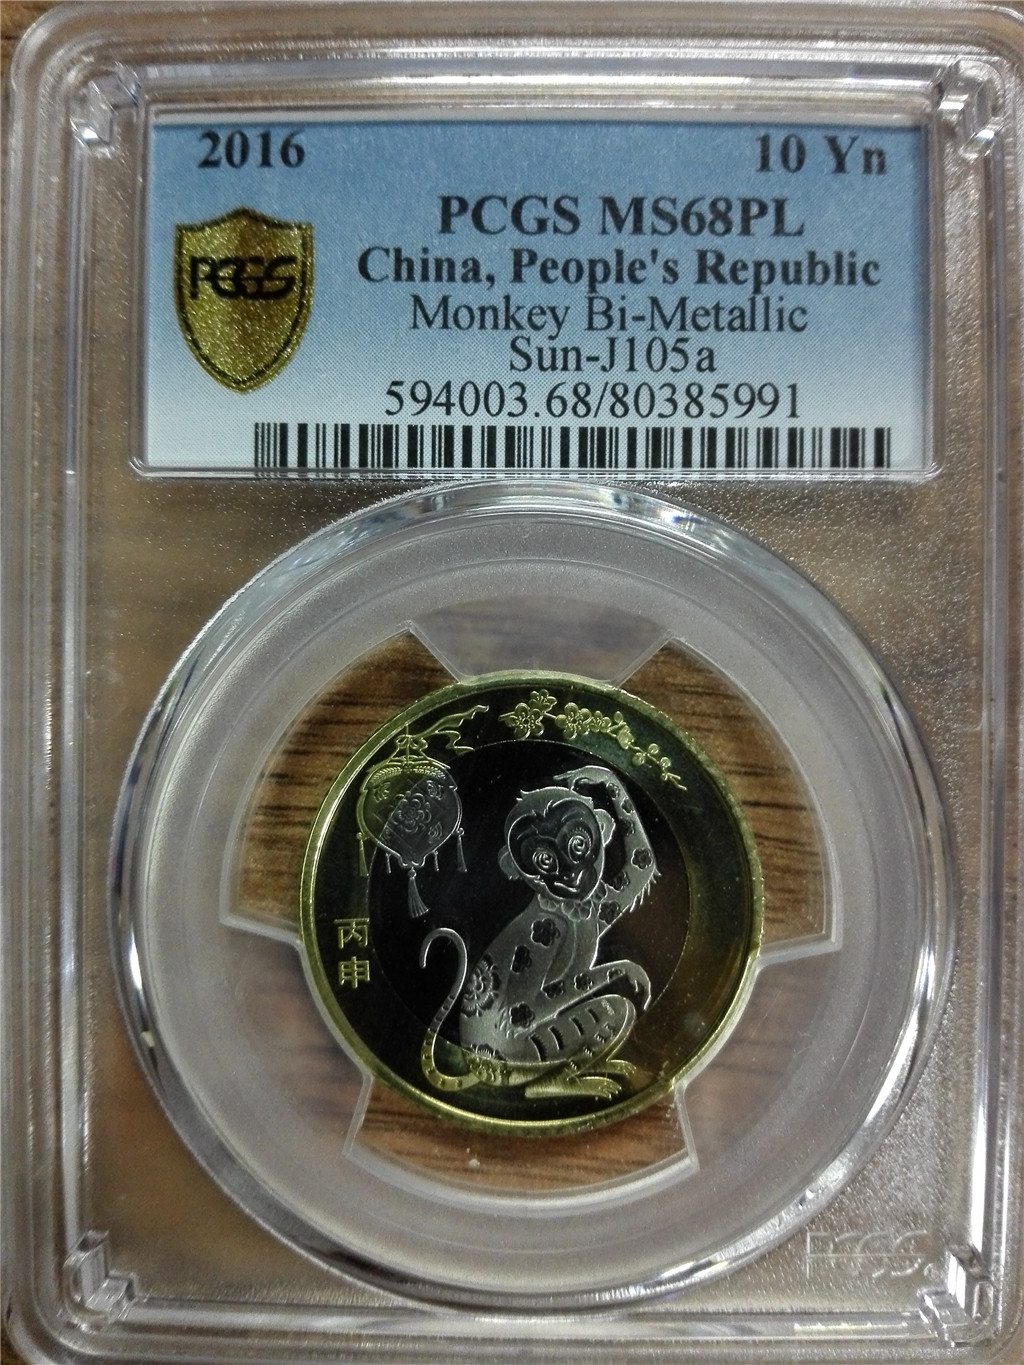 2016 10 Yn
PCGS MS68PL
China, People's Republic
Monkey Bi-Metallic
Sun-J105a
594003.68/80385991
PCGS
丙
申
PCGS